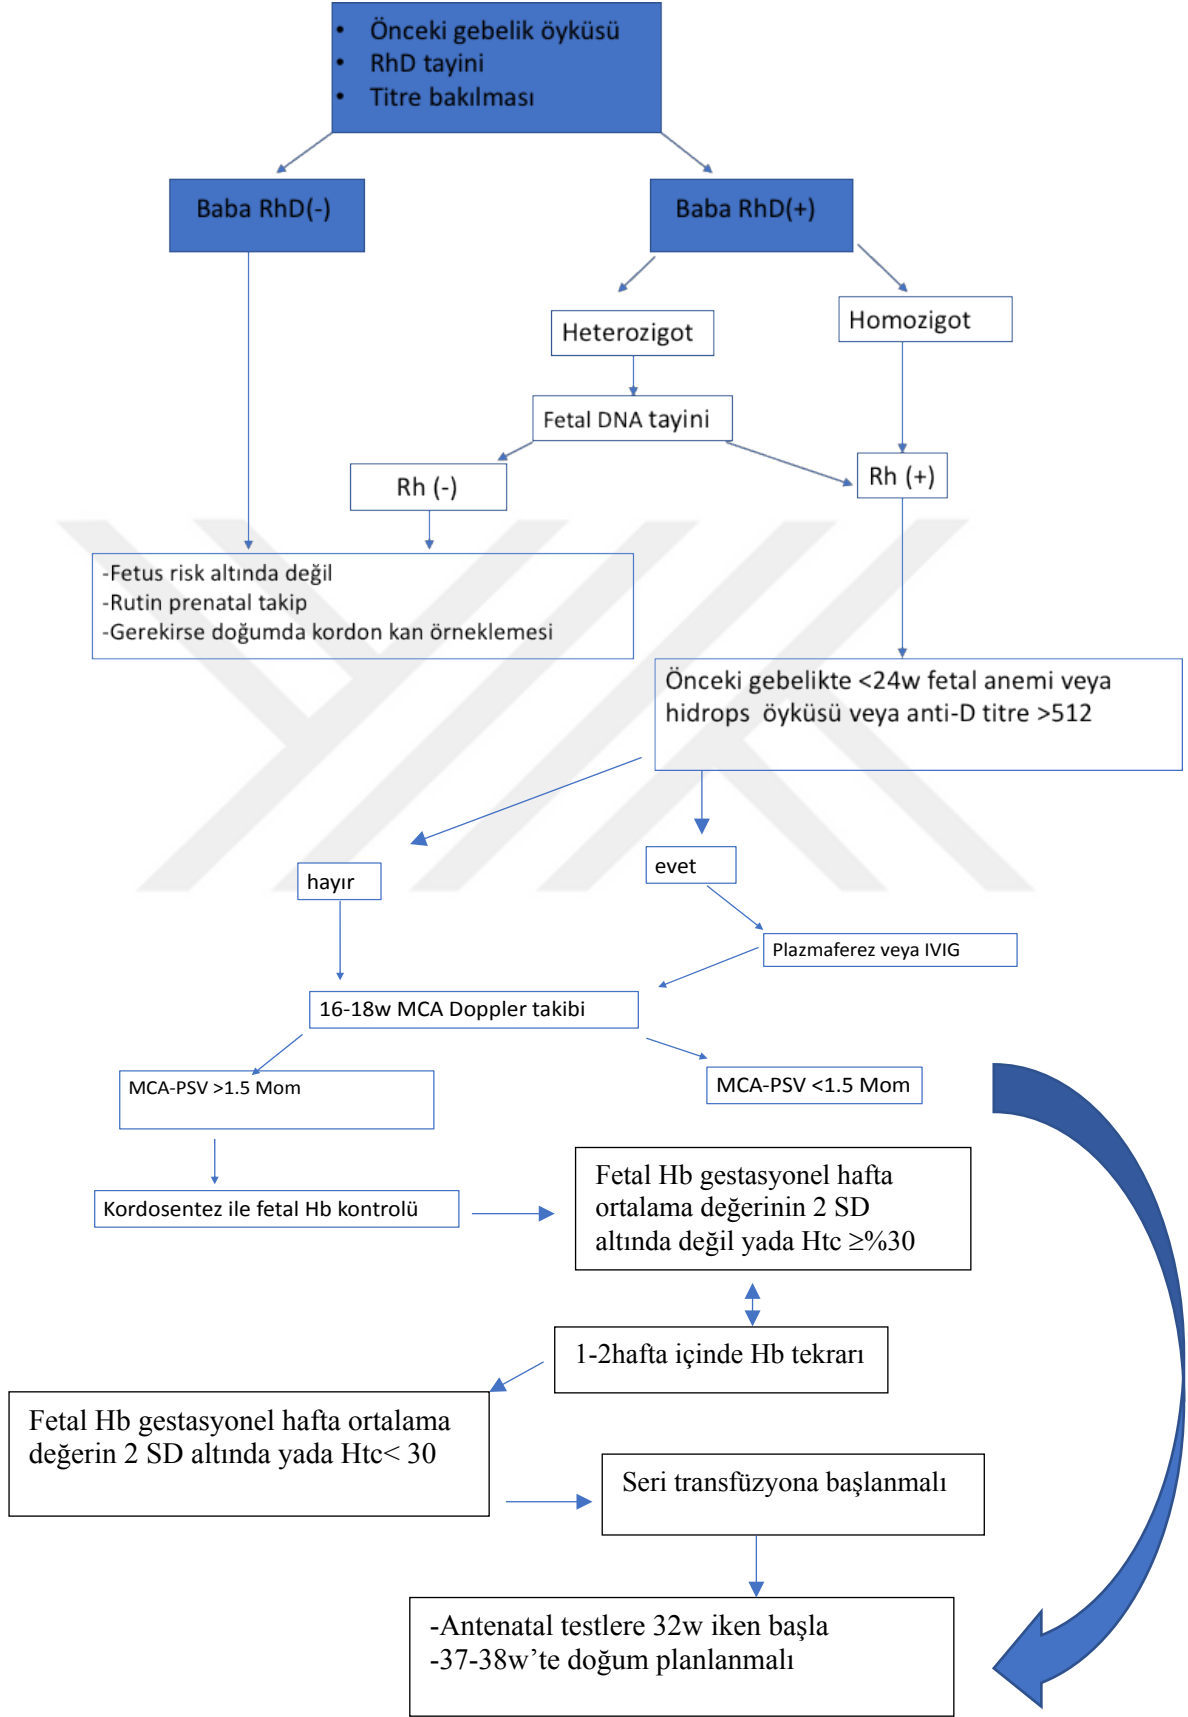 • Önceki gebelik öyküsü
• RhD tayini
• Titre bakılması
Baba RhD(-)
Baba RhD(+)
Heterozigot
Homozigot
Fetal DNA tayini
Rh (-)
Rh (+)
-Fetus risk altında değil
-Rutin prenatal takip
-Gerekirse doğumda kordon kan örneklemesi
Önceki gebelikte <24w fetal anemi veya
hidrops öyküsü veya anti-D titre >512
hayır
evet
Plazmaferez veya IVIG
16-18w MCA Doppler takibi
MCA-PSV >1.5 Mom
MCA-PSV <1.5 Mom
Kordosentez ile fetal Hb kontrolü
Fetal Hb gestasyonel hafta
ortalama değerinin 2 SD
altında değil yada Htc ≥%30
1-2hafta içinde Hb tekrarı
Fetal Hb gestasyonel hafta ortalama
değerin 2 SD altında yada Htc< 30
Seri transfüzyona başlanmalı
-Antenatal testlere 32w iken başla
-37-38w’te doğum planlanmalı